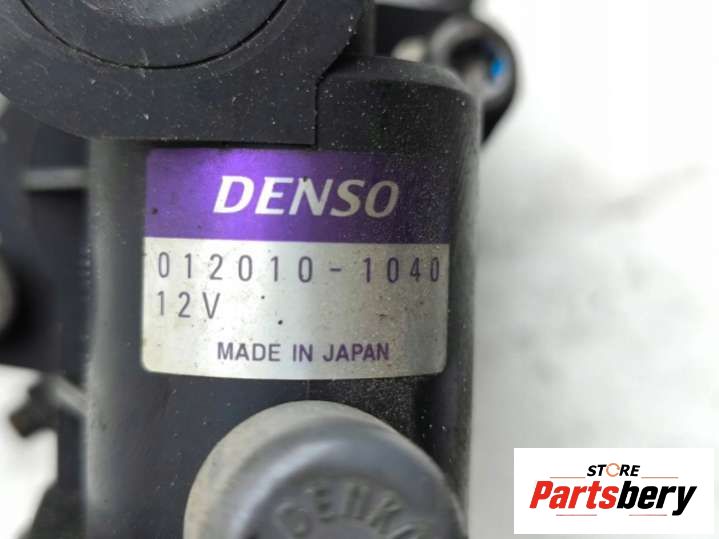 DENSO
012010-1040
12V
MADE IN JAPAN
STORE
Partsbery